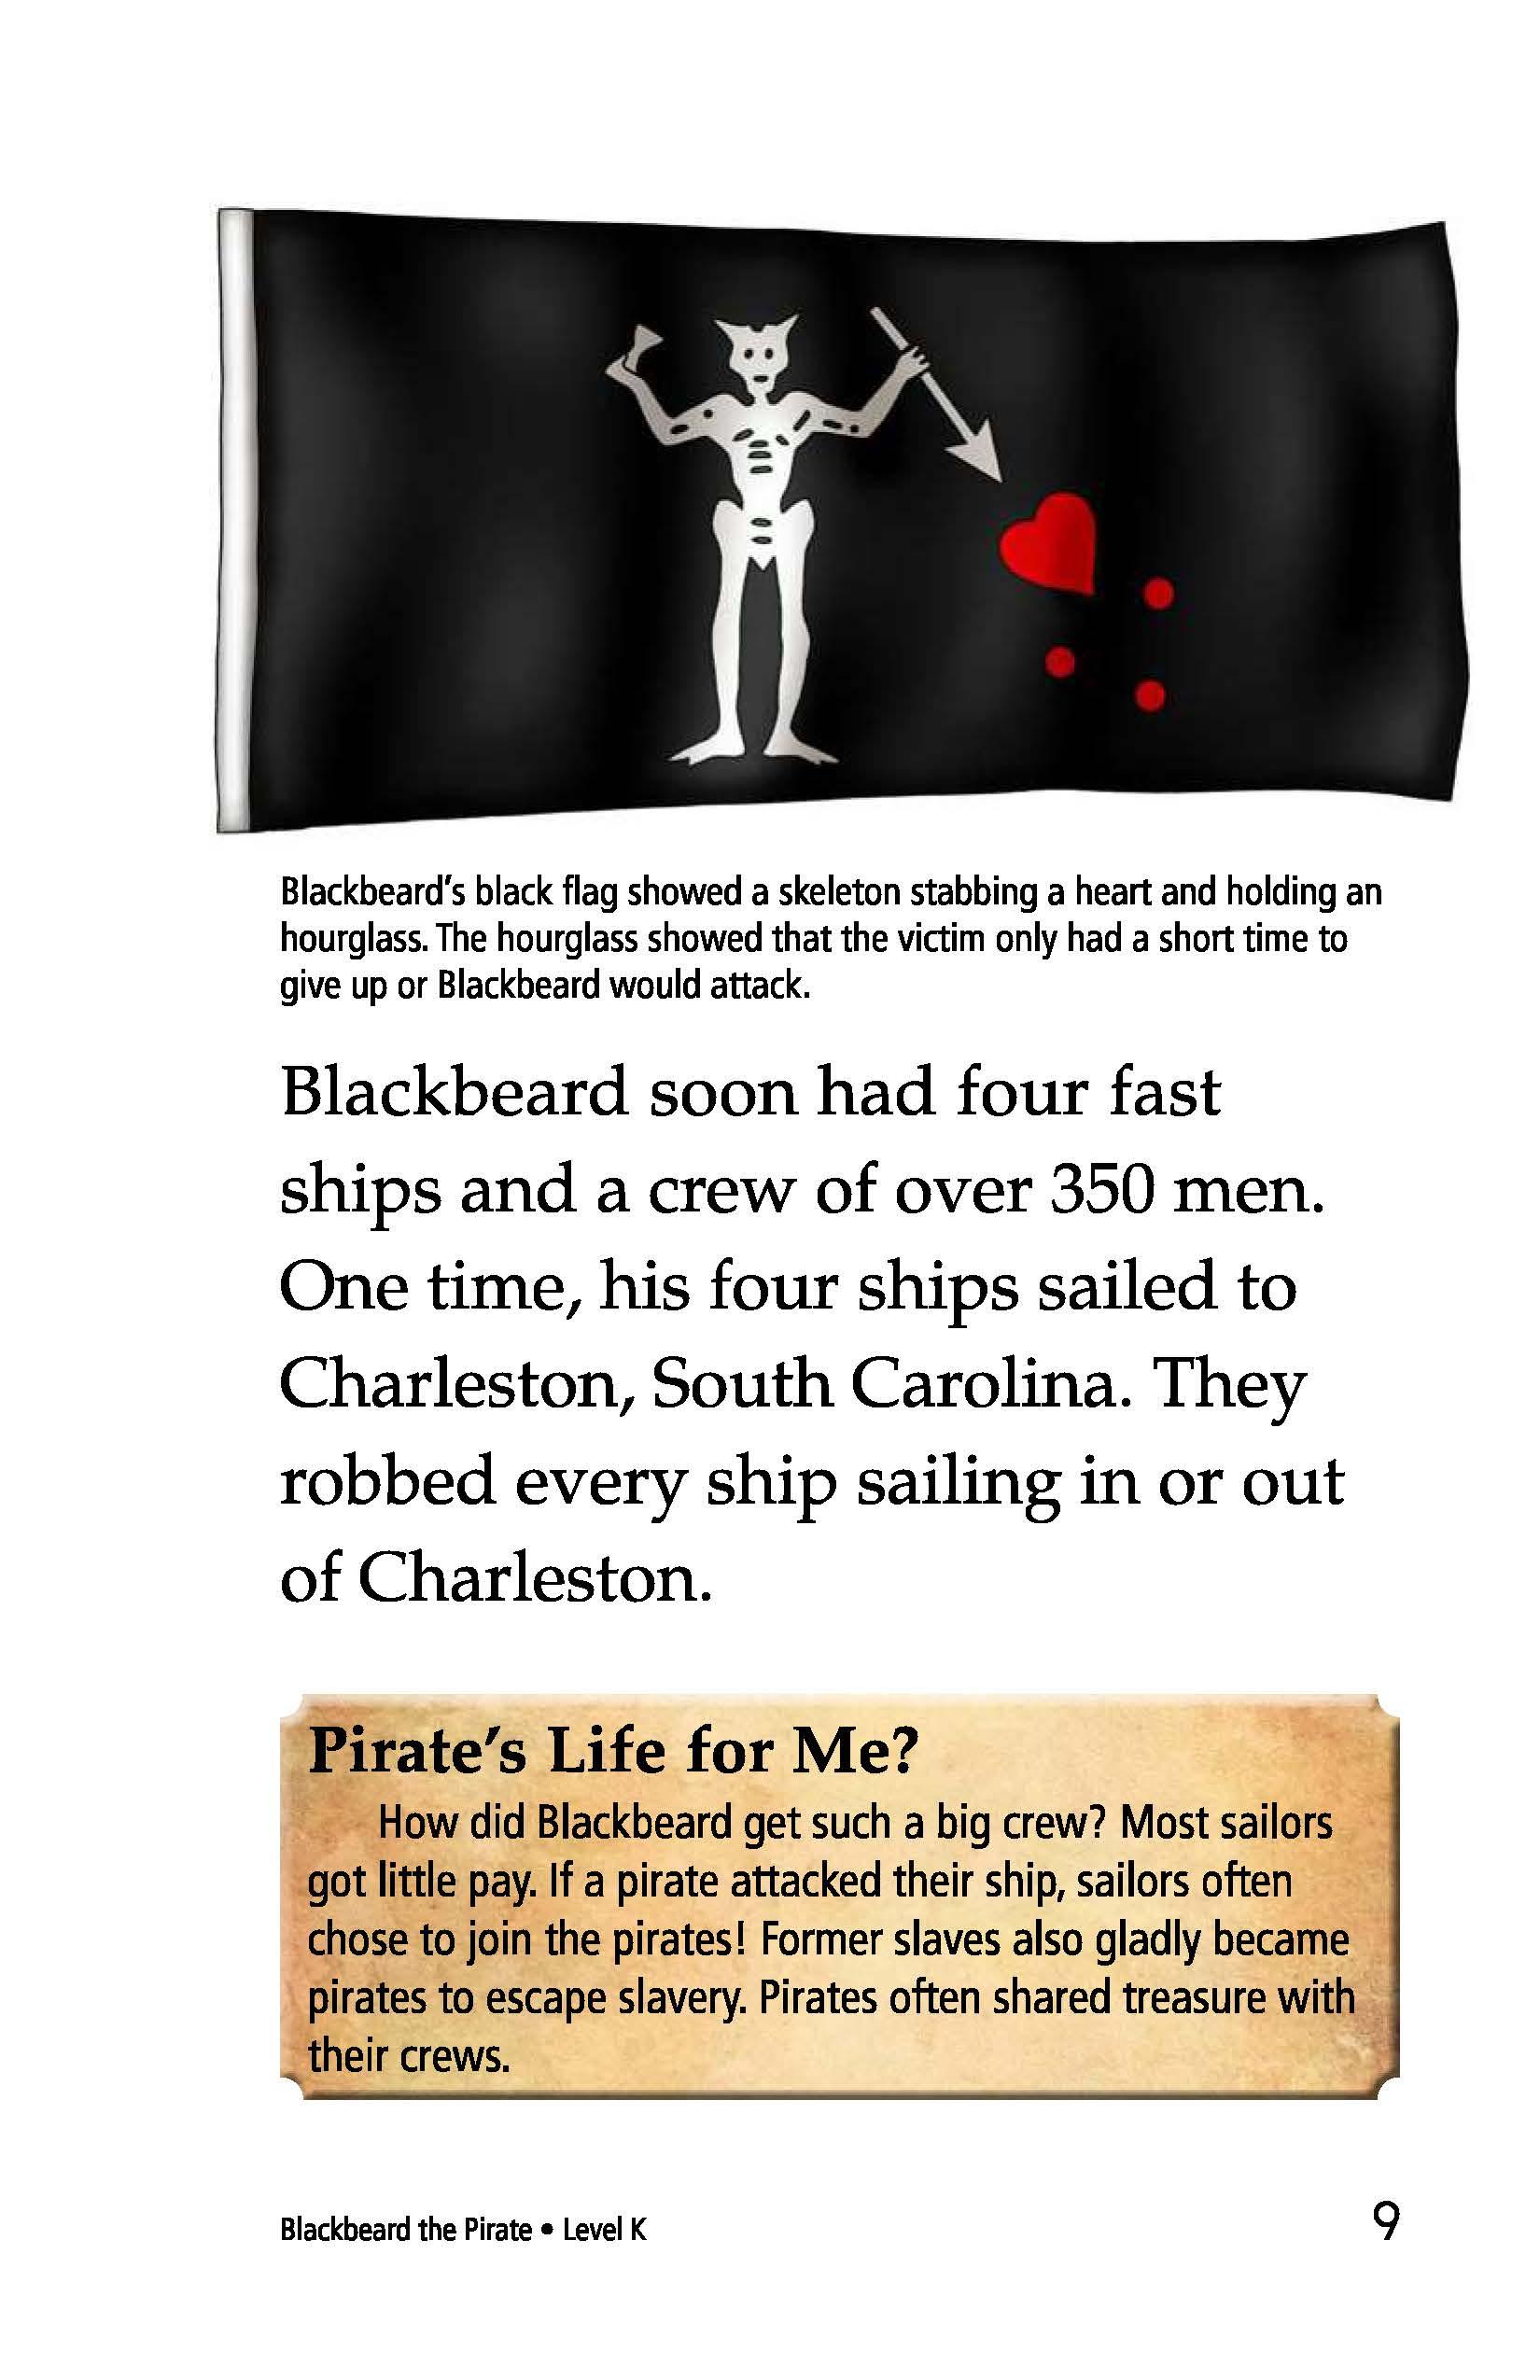 Blackbeard’s black flag showed a skeleton stabbing a heart and holding an
hourglass. The hourglass showed that the victim only had a short time to
give up or Blackbeard would attack.
Blackbeard soon had four fast
ships and a crew of over 350 men.
One time, his four ships sailed to
Charleston, South Carolina. They
robbed every ship sailing in or out
of Charleston.
Pirate’s Life for Me?
How did Blackbeard get such a big crew? Most sailors
got little pay. If a pirate attacked their ship, sailors often
chose to join the pirates! Former slaves also gladly became
pirates to escape slavery. Pirates often shared treasure with
their crews.
Blackbeard the Pirate • Level K
9